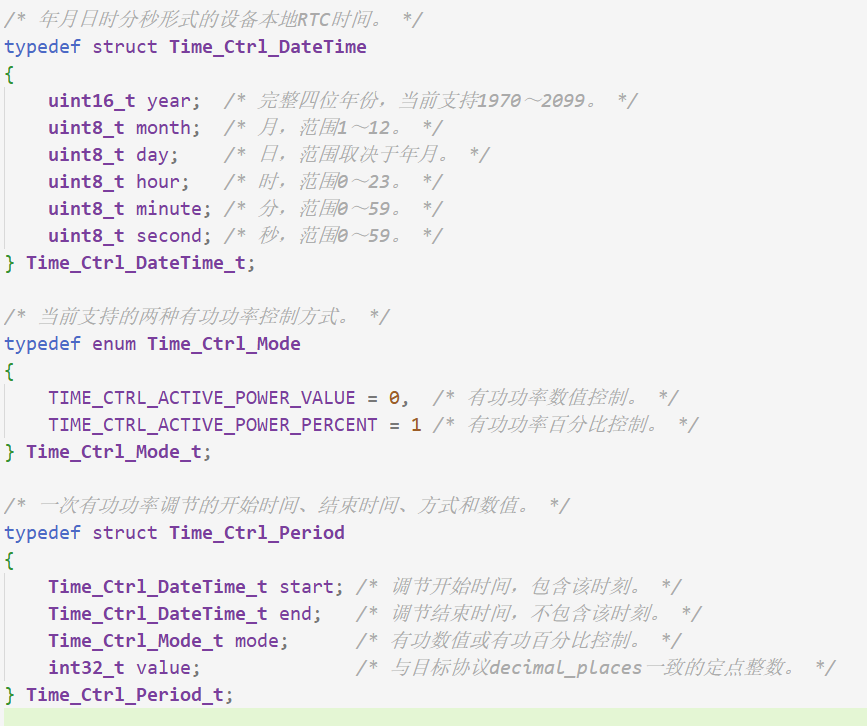 /* 年月日时分秒形式的设备本地RTC时间。 */
typedef struct Time_Ctrl_DateTime
{
    uint16_t year;  /* 完整四位年份，当前支持1970～2099。 */
    uint8_t month;  /* 月，范围1～12。 */
    uint8_t day;    /* 日，范围取决于年月。 */
    uint8_t hour;   /* 时，范围0～23。 */
    uint8_t minute; /* 分，范围0～59。 */
    uint8_t second; /* 秒，范围0～59。 */
} Time_Ctrl_DateTime_t;

/* 当前支持的两种有功功率控制方式。 */
typedef enum Time_Ctrl_Mode
{
    TIME_CTRL_ACTIVE_POWER_VALUE = 0,  /* 有功功率数值控制。 */
    TIME_CTRL_ACTIVE_POWER_PERCENT = 1 /* 有功功率百分比控制。 */
} Time_Ctrl_Mode_t;

/* 一次有功功率调节的开始时间、结束时间、方式和数值。 */
typedef struct Time_Ctrl_Period
{
    Time_Ctrl_DateTime_t start; /* 调节开始时间，包含该时刻。 */
    Time_Ctrl_DateTime_t end;   /* 调节结束时间，不包含该时刻。 */
    Time_Ctrl_Mode_t mode;      /* 有功数值或有功百分比控制。 */
    int32_t value;              /* 与目标协议decimal_places一致的定点整数。 */
} Time_Ctrl_Period_t;